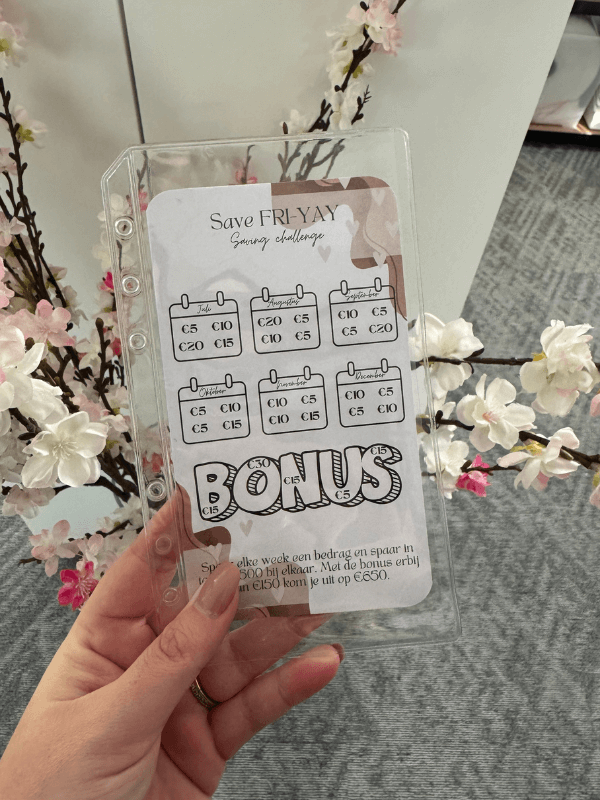 Save FRI-YAY
Saving challenge
Juli
€5 €10
€20 €15
Augustus
€20 €5
€10 €5
September
€10 €5
€5 €20
Oktober
€5 €10
€5 €15
November
€10 €5
€10 €15
December
€10 €5
€5 €10
BONUS
€15
€30
€15
€5
€15
elke week een bedrag en spaar in
bij elkaar. Met de bonus erbij
€150 kom je uit op €650.